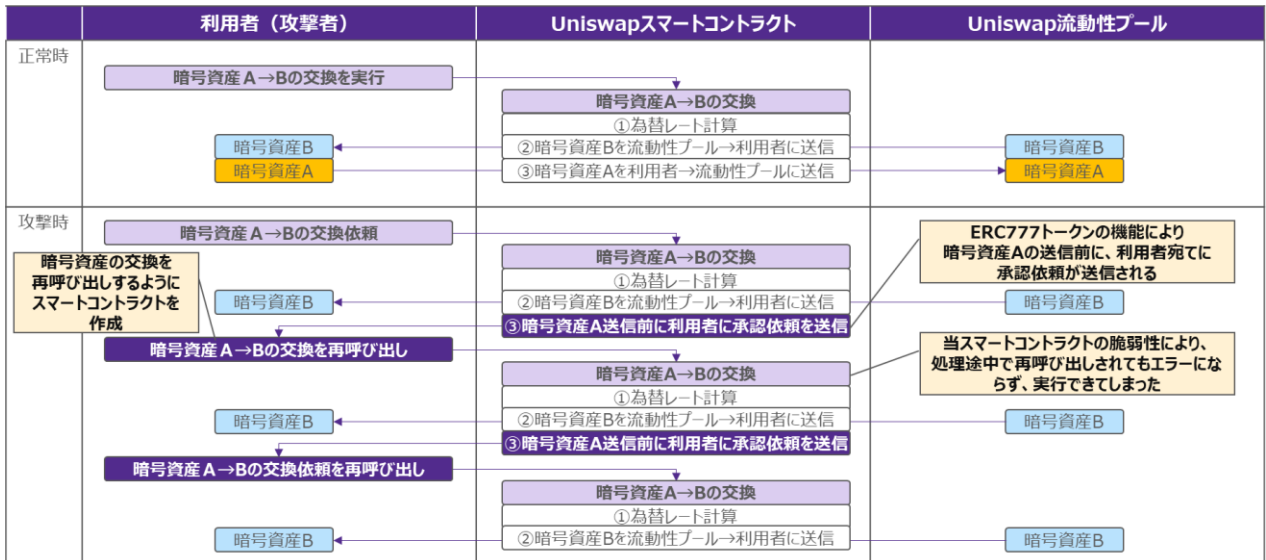 利用者（攻撃者）
Uniswapスマートコントラクト
Uniswap流動性プール
正常時
暗号資産A→Bの交換を実行
暗号資産A→Bの交換
①為替レート計算
暗号資産B
②暗号資産Bを流動性プール→利用者に送信
暗号資産B
暗号資産A
③暗号資産Aを利用者→流動性プールに送信
暗号資産A
攻撃時
暗号資産A→Bの交換依頼
ERC777トークンの機能により
暗号資産Aの送信前に、利用者宛てに
承認依頼が送信される
暗号資産の交換を
再呼び出しするように
スマートコントラクトを
作成
暗号資産A→Bの交換
①為替レート計算
暗号資産B
②暗号資産Bを流動性プール→利用者に送信
暗号資産B
③暗号資産A送信前に利用者に承認依頼を送信
暗号資産A→Bの交換を再呼び出し
当スマートコントラクトの脆弱性により、
処理途中で再呼び出しされてもエラーにな
らず、実行できてしまった
暗号資産A→Bの交換
①為替レート計算
暗号資産B
②暗号資産Bを流動性プール→利用者に送信
暗号資産B
③暗号資産A送信前に利用者に承認依頼を送信
暗号資産A→Bの交換依頼を再呼び出し
暗号資産A→Bの交換
①為替レート計算
暗号資産B
②暗号資産Bを流動性プール→利用者に送信
暗号資産B